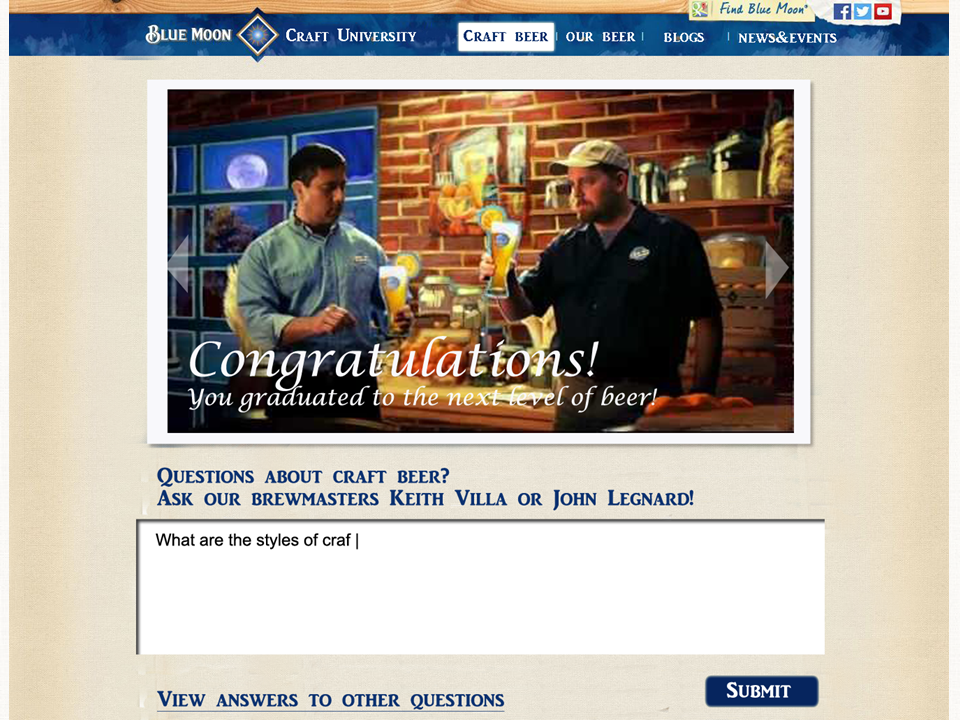 Find Blue Moon®
Blue Moon Craft University Craft beer our beer blogs news&events
Congratulations!
You graduated to the next level of beer!
Questions about craft beer?
Ask our brewmasters Keith Villa or John Legnard!
What are the styles of craf
View answers to other questions
Submit